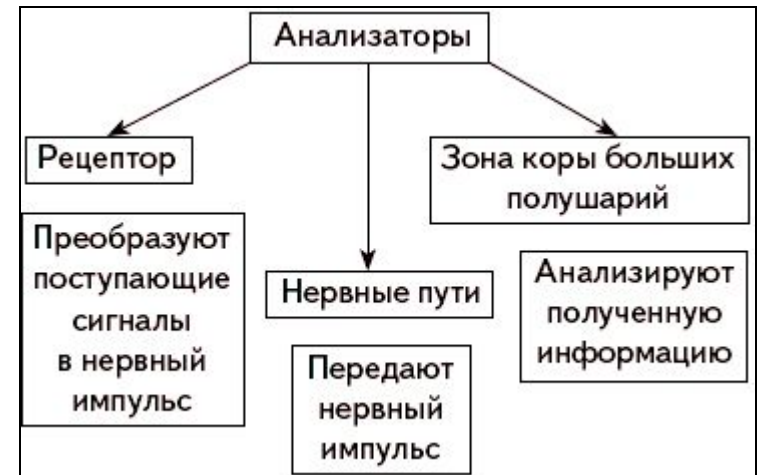 Анализаторы
Рецептор
Зона коры больших
полушарий
Преобразуют
поступающие
сигналы
в нервный
импульс
Нервные пути
Анализируют
полученную
информацию
Передают
нервный
импульс